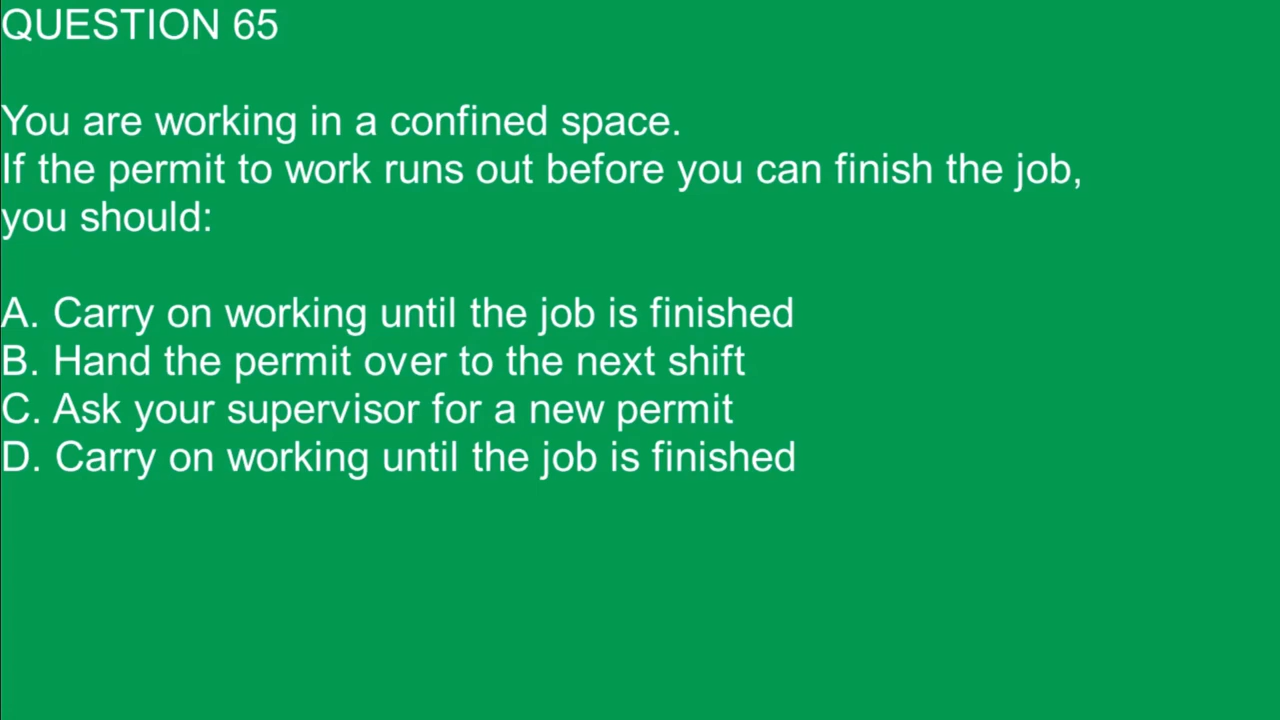 QUESTION 65
You are working in a confined space.
If the permit to work runs out before you can finish the job,
you should:
A. Carry on working until the job is finished
B. Hand the permit over to the next shift
C. Ask your supervisor for a new permit
D. Carry on working until the job is finished